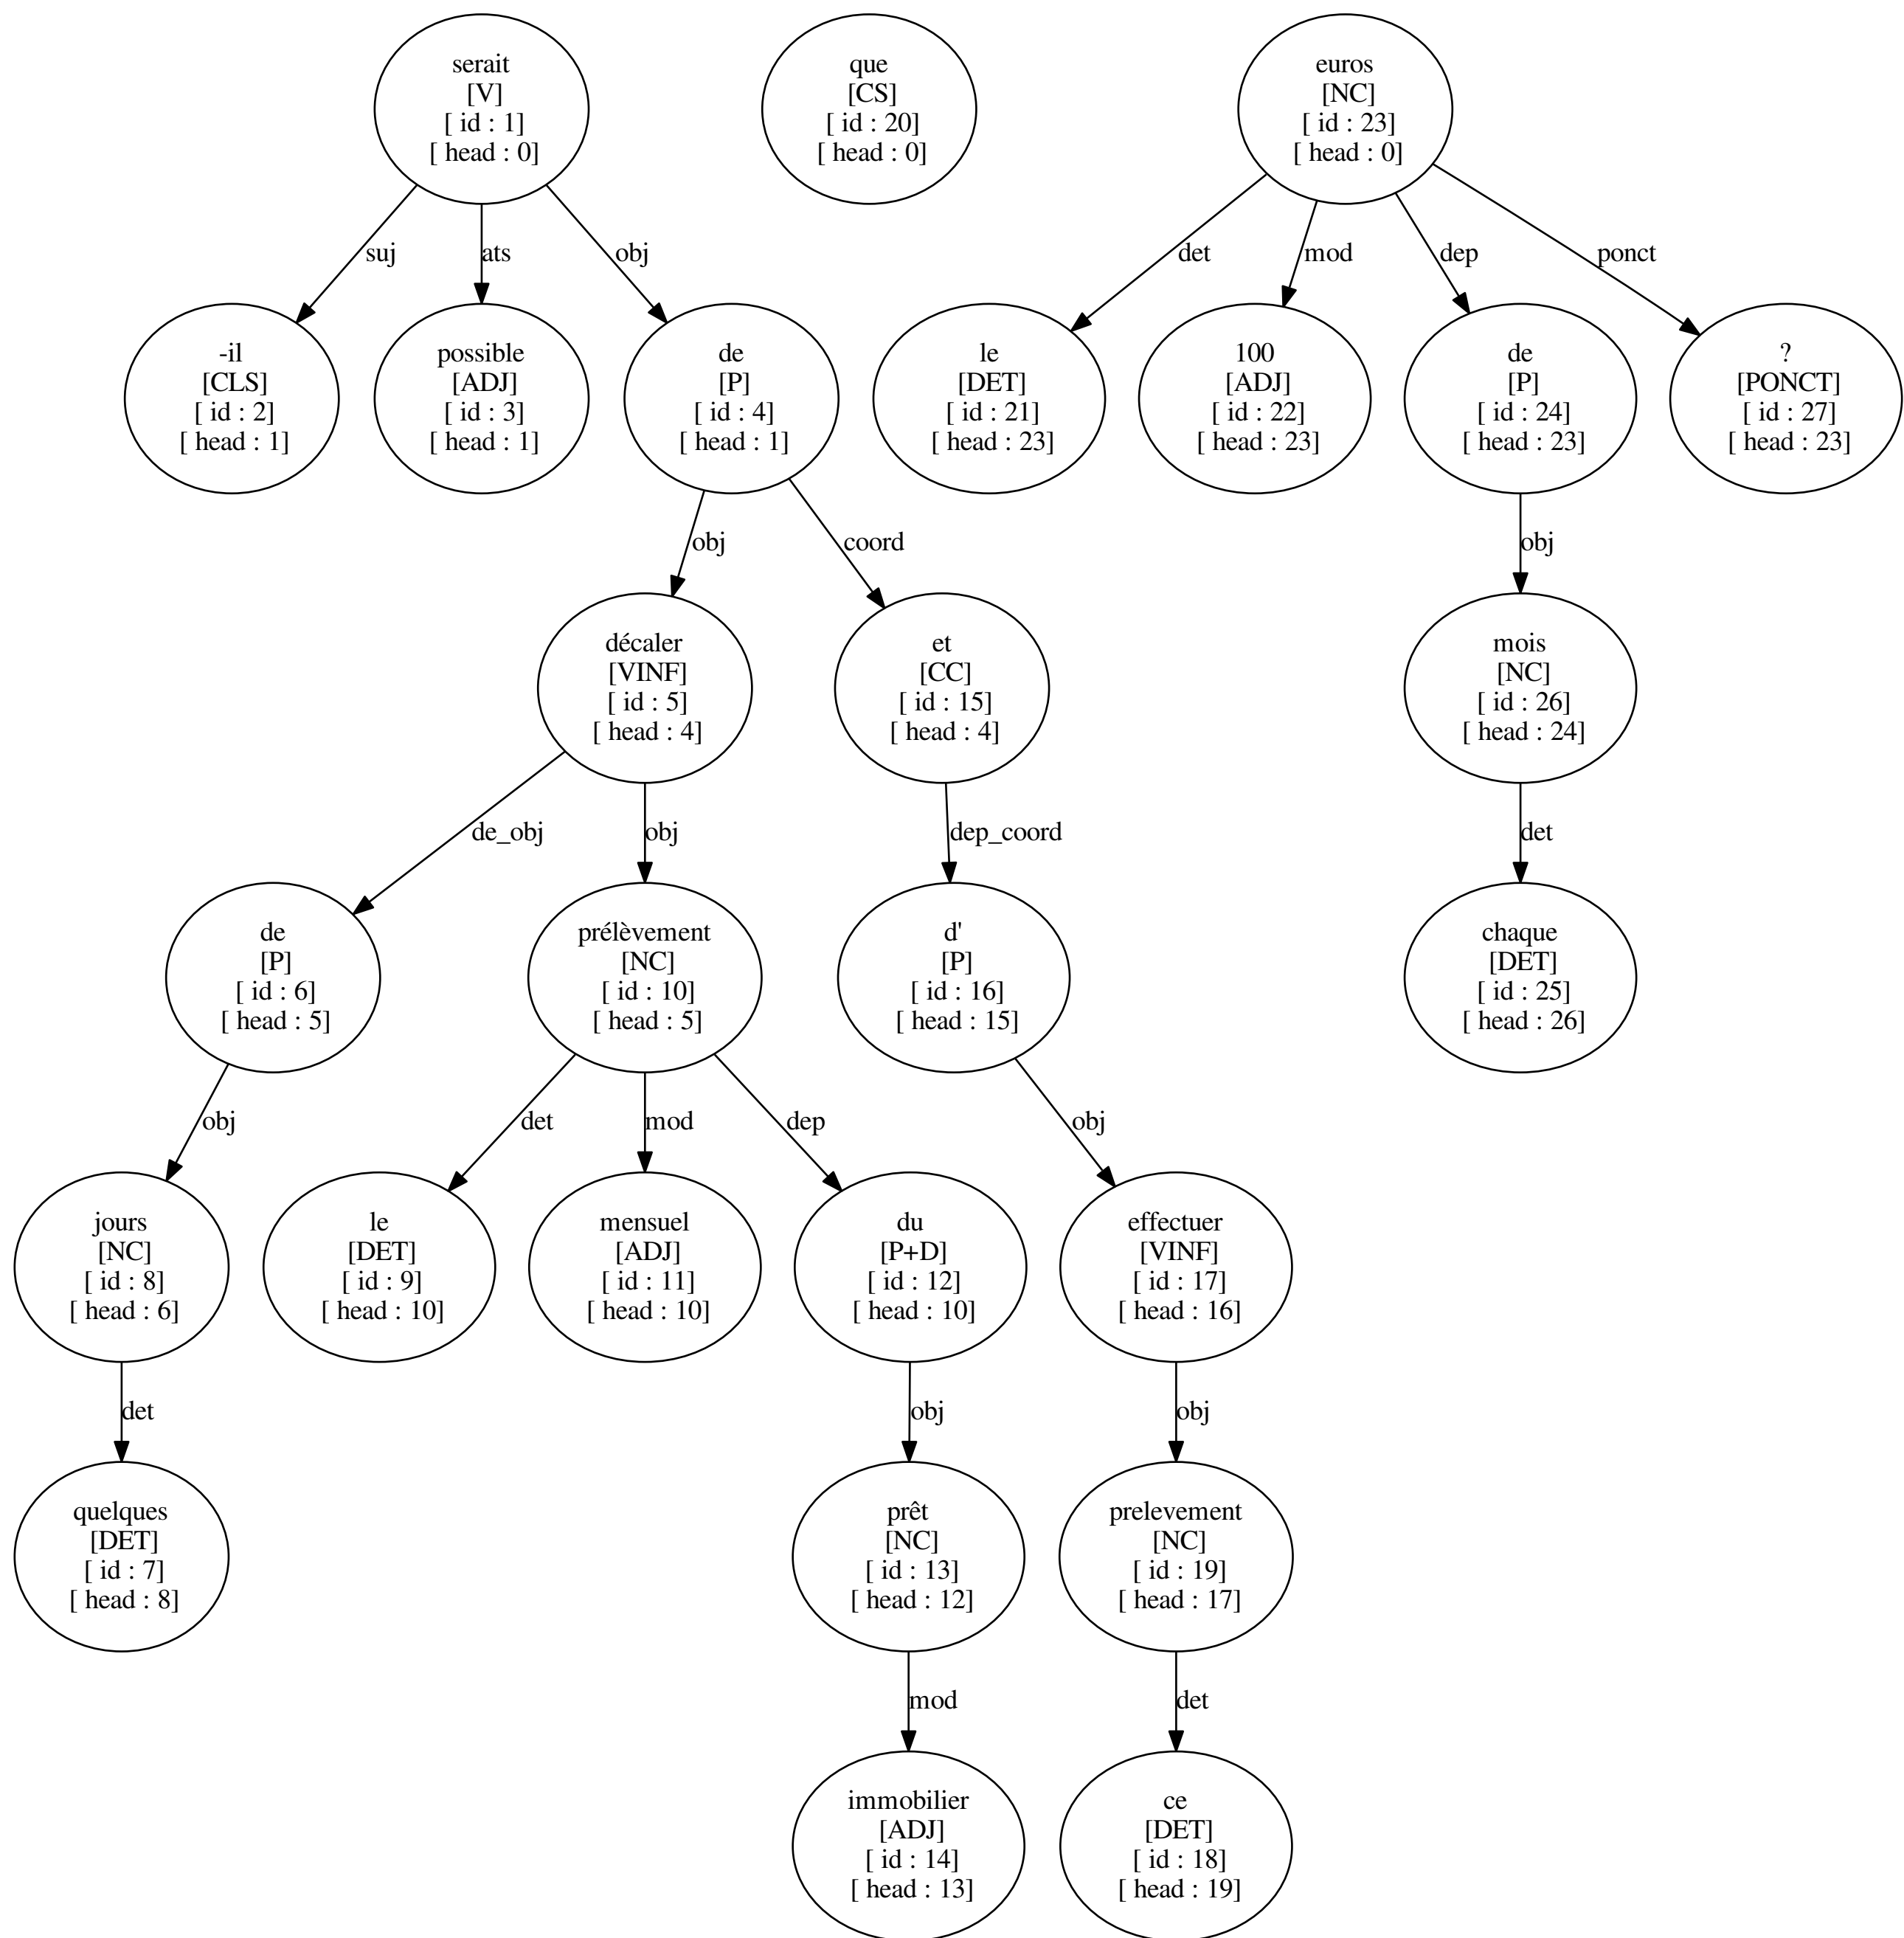 serait
[V]
[ id : 1]
[ head : 0]
que
[CS]
[ id : 20]
[ head : 0]
euros
[NC]
[ id : 23]
[ head : 0]
suj
ats
obj
det
mod
dep
ponct
-il
[CLS]
[ id : 2]
[ head : 1]
possible
[ADJ]
[ id : 3]
[ head : 1]
de
[P]
[ id : 4]
[ head : 1]
le
[DET]
[ id : 21]
[ head : 23]
100
[ADJ]
[ id : 22]
[ head : 23]
de
[P]
[ id : 24]
[ head : 23]
?
[PONCT]
[ id : 27]
[ head : 23]
obj
coord
obj
décaler
[VINF]
[ id : 5]
[ head : 4]
et
[CC]
[ id : 15]
[ head : 4]
mois
[NC]
[ id : 26]
[ head : 24]
de_obj
obj
dep_coord
det
de
[P]
[ id : 6]
[ head : 5]
prélèvement
[NC]
[ id : 10]
[ head : 5]
d'
[P]
[ id : 16]
[ head : 15]
chaque
[DET]
[ id : 25]
[ head : 26]
obj
det
mod
dep
obj
jours
[NC]
[ id : 8]
[ head : 6]
le
[DET]
[ id : 9]
[ head : 10]
mensuel
[ADJ]
[ id : 11]
[ head : 10]
du
[P+D]
[ id : 12]
[ head : 10]
effectuer
[VINF]
[ id : 17]
[ head : 16]
det
obj
obj
quelques
[DET]
[ id : 7]
[ head : 8]
prêt
[NC]
[ id : 13]
[ head : 12]
prelevement
[NC]
[ id : 19]
[ head : 17]
mod
det
immobilier
[ADJ]
[ id : 14]
[ head : 13]
ce
[DET]
[ id : 18]
[ head : 19]